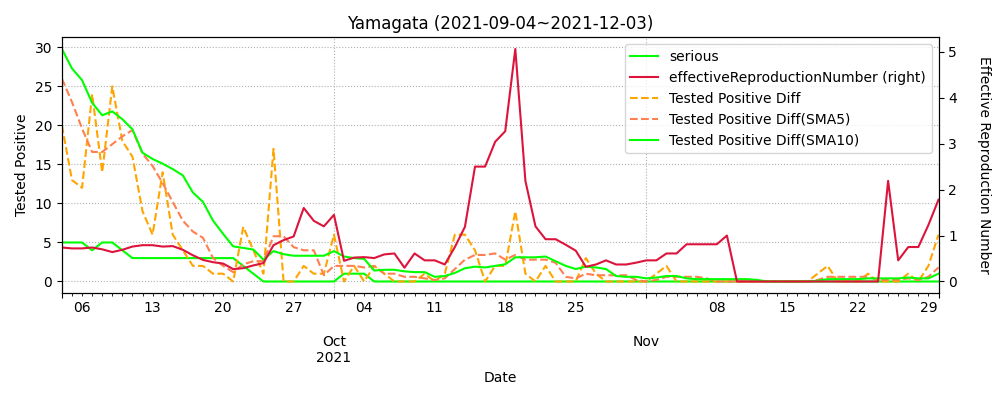 Yamagata (2021-09-04~2021-12-03)
serious
effectiveReproductionNumber (right)
Tested Positive Diff
Tested Positive Diff(SMA5)
Tested Positive Diff(SMA10)
Tested Positive
30
25
20
15
10
5
0
5
4
3
2
1
0
Effective Reproduction Number
06
13
20
27
04
11
18
25
08
15
22
29
Oct
2021
Nov
Date